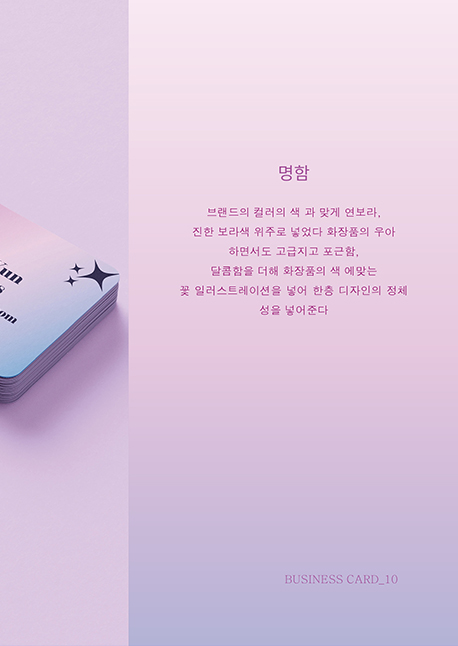 명함
브랜드의 컬러의 색 과 맞게 연보라,
진한 보라색 위주로 넣었다 화장품의 우아
하면서도 고급지고 포근함,
달콤함을 더해 화장품의 색 에맞는
꽃 일러스트레이션을 넣어 한층 디자인의 정체
성을 넣어준다
BUSINESS CARD_10